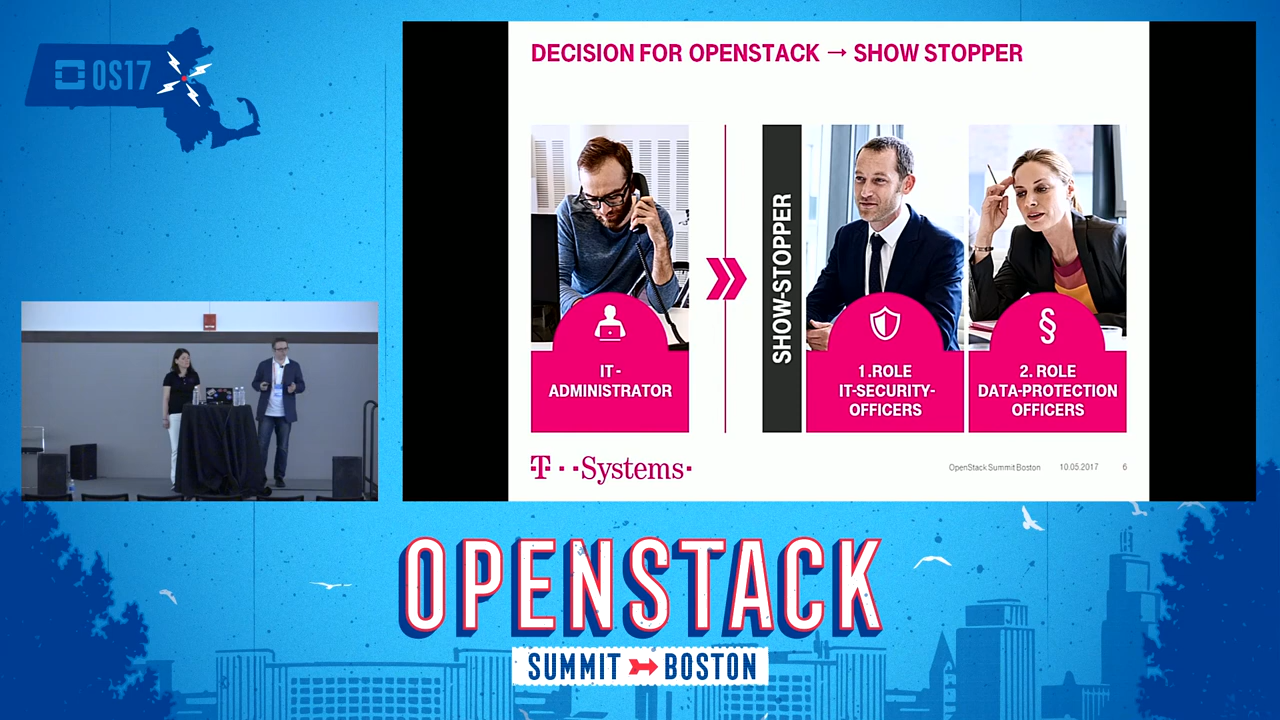 OS17
DECISION FOR OPENSTACK → SHOW STOPPER
SHOW-STOPPER
IT -
ADMINISTRATOR
1.ROLE
IT-SECURITY-
OFFICERS
§
2. ROLE
DATA-PROTECTION
OFFICERS
T··Systems·
OpenStack Summit Boston
10.05.2017
6
OPENSTACK
SUMMIT BOSTON